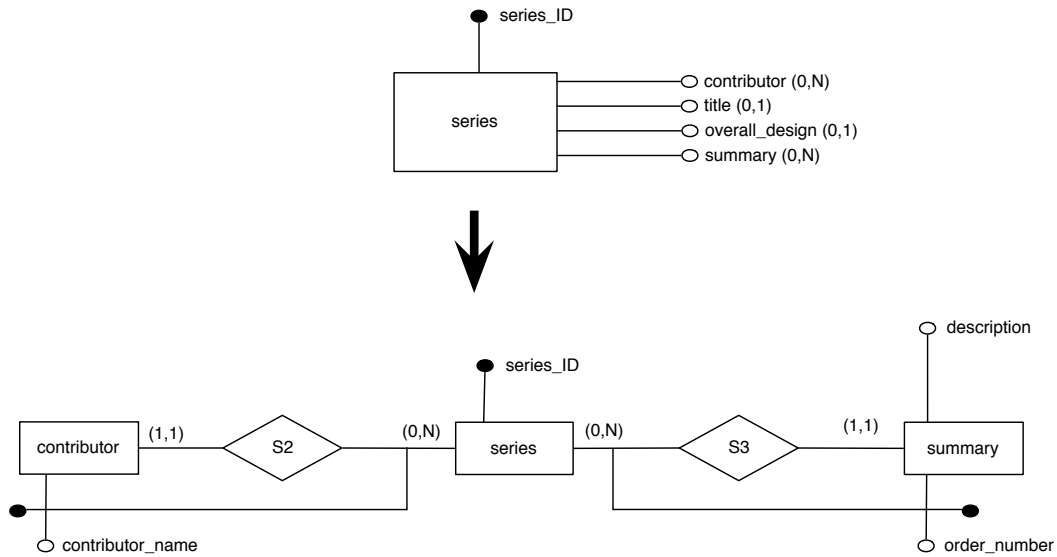 series_ID
series
contributor (0,N)
title (0,1)
overall_design (0,1)
summary (0,N)
description
series_ID
contributor
(1,1)
S2
(0,N)
series
(0,N)
S3
(1,1)
summary
contributor_name
order_number